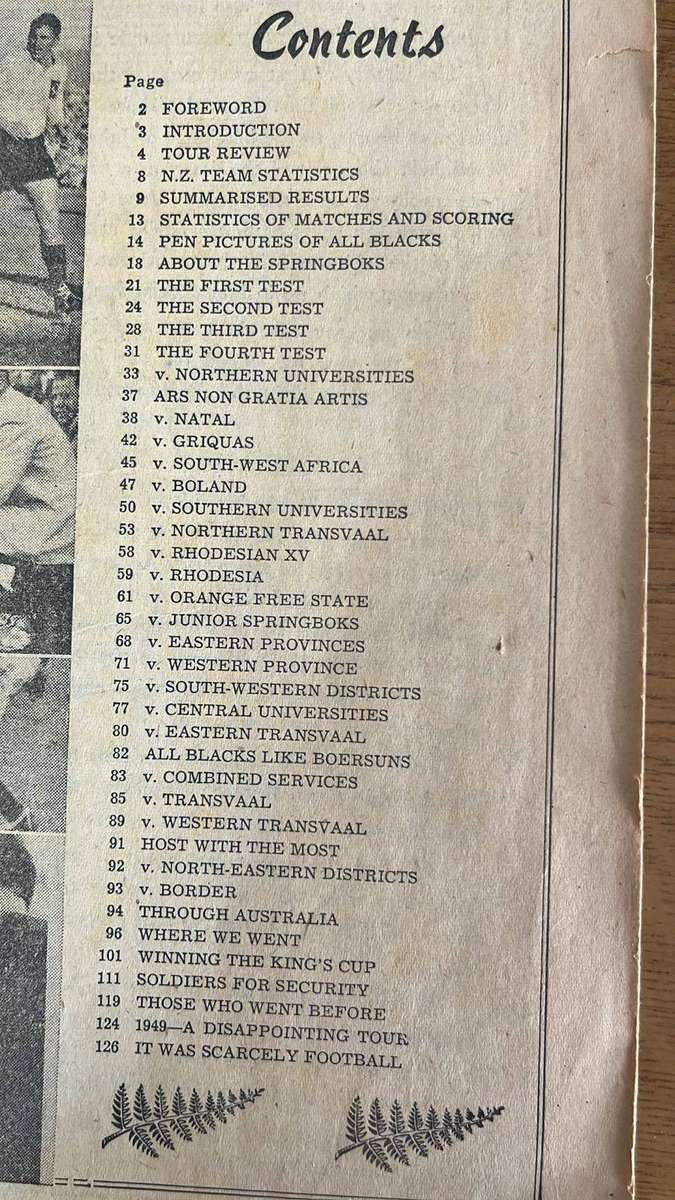 Contents
Page
2 FOREWORD
3 INTRODUCTION
4 TOUR REVIEW
8 N.Z. TEAM STATISTICS
9 SUMMARISED RESULTS
13 STATISTICS OF MATCHES AND SCORING
14 PEN PICTURES OF ALL BLACKS
18 ABOUT THE SPRINGBOKS
21 THE FIRST TEST
24 THE SECOND TEST
28 THE THIRD TEST
31 THE FOURTH TEST
33 v. NORTHERN UNIVERSITIES
37 ARS NON GRATIA ARTIS
38 v. NATAL
42 v. GRIQUAS
45 v. SOUTH-WEST AFRICA
47 v. BOLAND
50 v. SOUTHERN UNIVERSITIES
53 v. NORTHERN TRANSVAAL
58 v. RHODESIAN XV
59 v. RHODESIA
61 v. ORANGE FREE STATE
65 v. JUNIOR SPRINGBOKS
68 v. EASTERN PROVINCES
71 v. WESTERN PROVINCE
75 v. SOUTH-WESTERN DISTRICTS
77 v. CENTRAL UNIVERSITIES
80 v. EASTERN TRANSVAAL
82 ALL BLACKS LIKE BOERSUNS
83 v. COMBINED SERVICES
85 v. TRANSVAAL
89 v. WESTERN TRANSVAAL
91 HOST WITH THE MOST
92 v. NORTH-EASTERN DISTRICTS
93 v. BORDER
94 THROUGH AUSTRALIA
96 WHERE WE WENT
101 WINNING THE KING'S CUP
111 SOLDIERS FOR SECURITY
119 THOSE WHO WENT BEFORE
124 1949—A DISAPPOINTING TOUR
126 IT WAS SCARCELY FOOTBALL